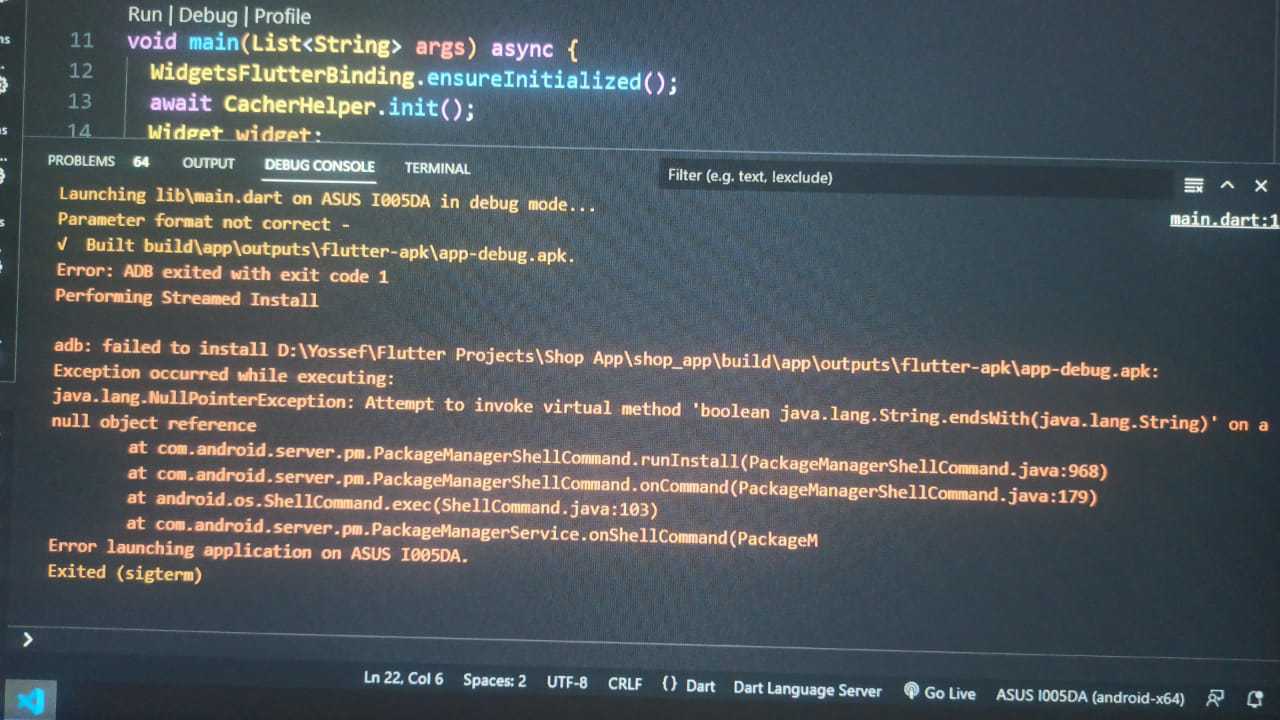 Run | Debug | Profile
11 void main(List<String> args) async {
12 WidgetsFlutterBinding.ensureInitialized();
13 await CacherHelper.init();
14 Widget widget;
PROBLEMS 64 OUTPUT DEBUG CONSOLE TERMINAL Filter (e.g. text, !exclude)
Launching lib\main.dart on ASUS I005DA in debug mode...
main.dart:1
Parameter format not correct -
√ Built build\app\outputs\flutter-apk\app-debug.apk.
Error: ADB exited with exit code 1
Performing Streamed Install
adb: failed to install D:\Yossef\Flutter Projects\Shop App\shop_app\build\app\outputs\flutter-apk\app-debug.apk:
Exception occurred while executing:
java.lang.NullPointerException: Attempt to invoke virtual method 'boolean java.lang.String.endsWith(java.lang.String)' on a
null object reference
at com.android.server.pm.PackageManagerShellCommand.runInstall(PackageManagerShellCommand.java:968)
at com.android.server.pm.PackageManagerShellCommand.onCommand(PackageManagerShellCommand.java:179)
at android.os.ShellCommand.exec(ShellCommand.java:103)
at com.android.server.pm.PackageManagerService.onShellCommand(PackageM
Error launching application on ASUS I005DA.
Exited (sigterm)
Ln 22, Col 6 Spaces: 2 UTF-8 CRLF {} Dart Dart Language Server Go Live ASUS I005DA (android-x64)